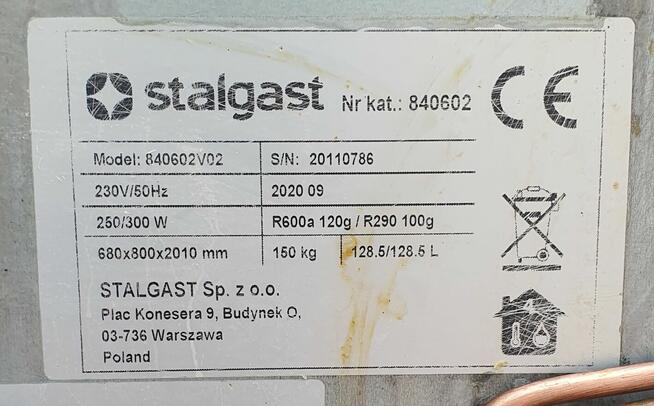 stalgast Nr kat.: 840602 CE
Model: 840602V02 S/N: 20110786
230V/50Hz 2020 09
250/300 W R600a 120g / R290 100g
680x800x2010 mm 150 kg 128.5/128.5 L
STALGAST Sp. z o.o.
Plac Konesera 9, Budynek O,
03-736 Warszawa
Poland
4